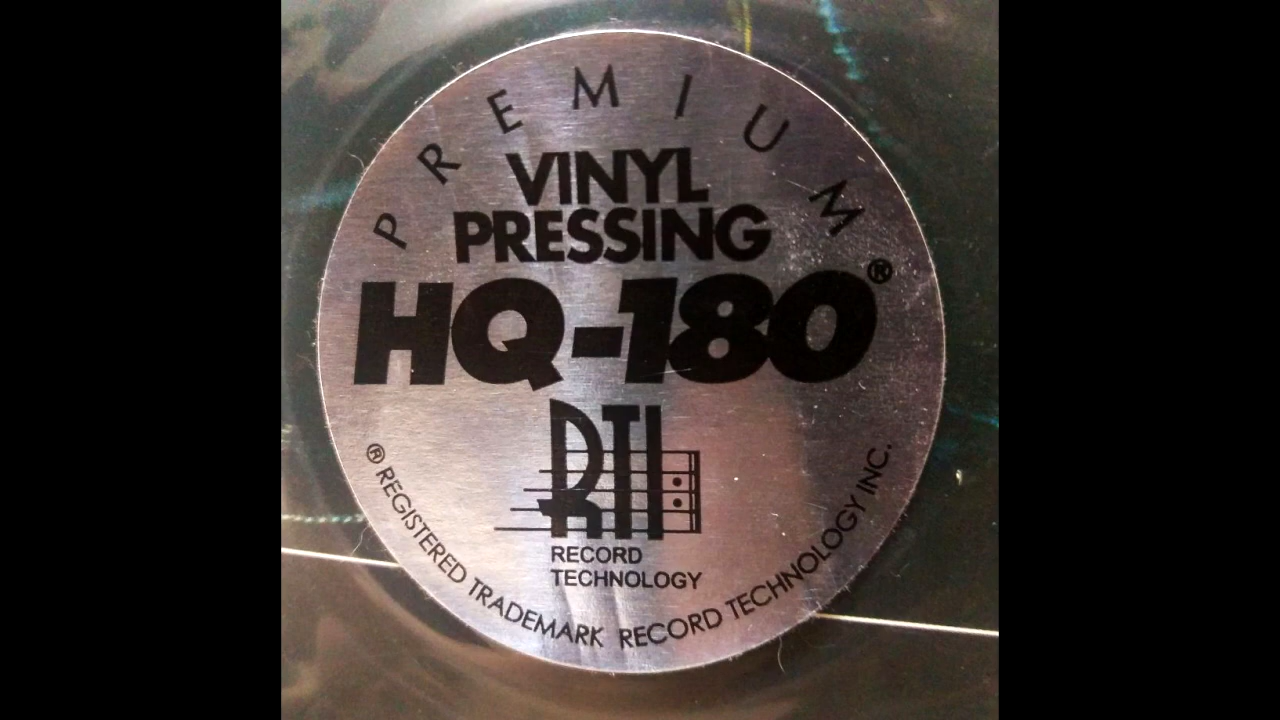 PREMIUM
VINYL
PRESSING
HQ-180®
RTI
RECORD
TECHNOLOGY
® REGISTERED TRADEMARK RECORD TECHNOLOGY INC.